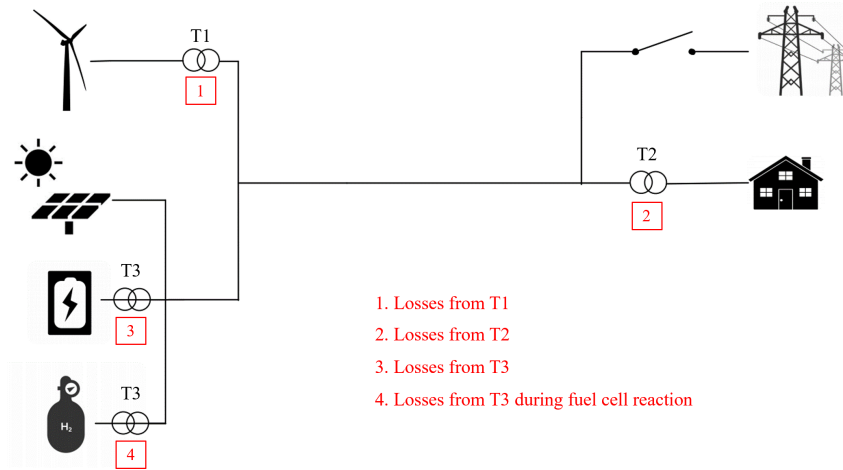 T1
1
T2
2
T3
3
T3
4
H₂
1. Losses from T1
2. Losses from T2
3. Losses from T3
4. Losses from T3 during fuel cell reaction